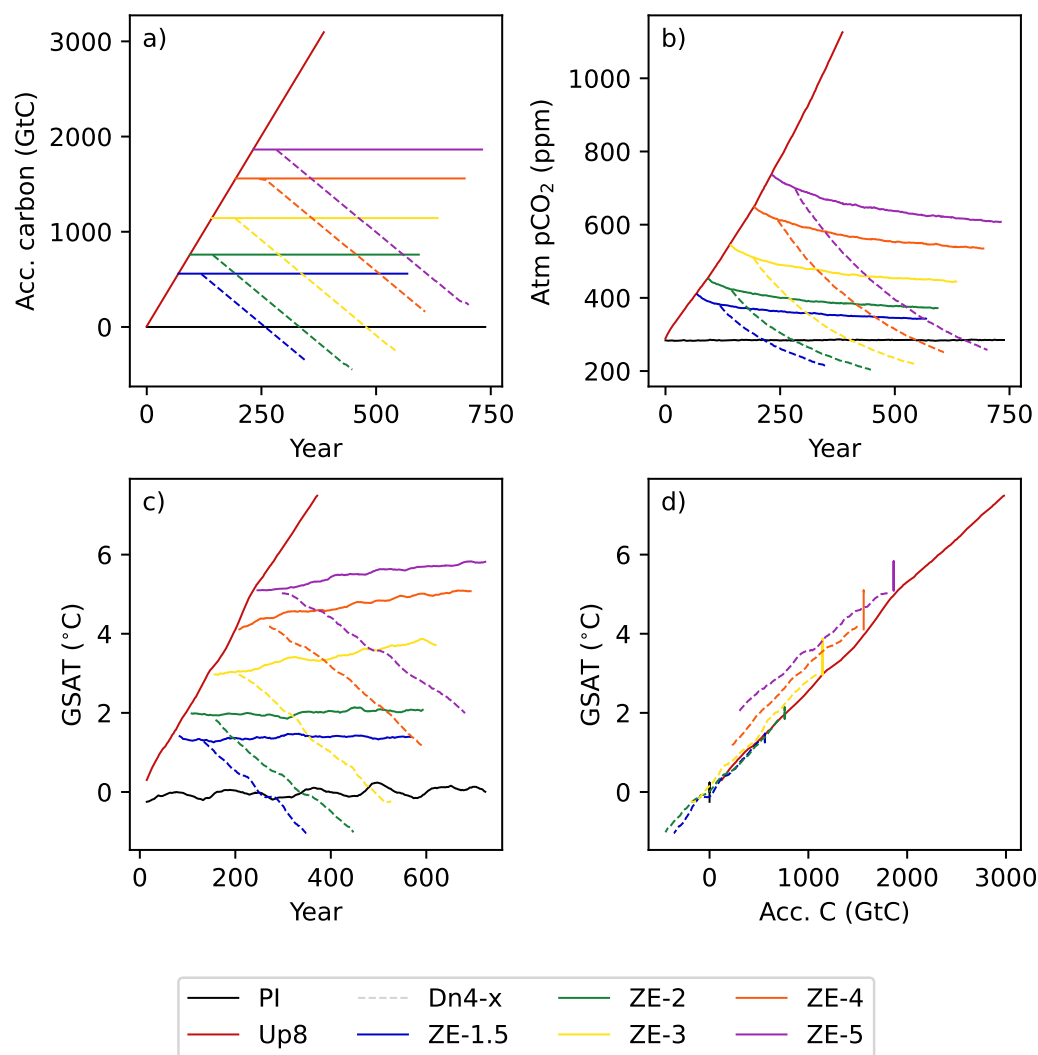 a)
3000
2000
1000
0
Acc. carbon (GtC)
0 250 500 750
Year
b)
1000
800
600
400
200
Atm pCO₂ (ppm)
0 250 500 750
Year
c)
6
4
2
0
GSAT (°C)
0 200 400 600
Year
d)
6
4
2
0
GSAT (°C)
0 1000 2000 3000
Acc. C (GtC)
PI Dn4-x ZE-2 ZE-4
Up8 ZE-1.5 ZE-3 ZE-5